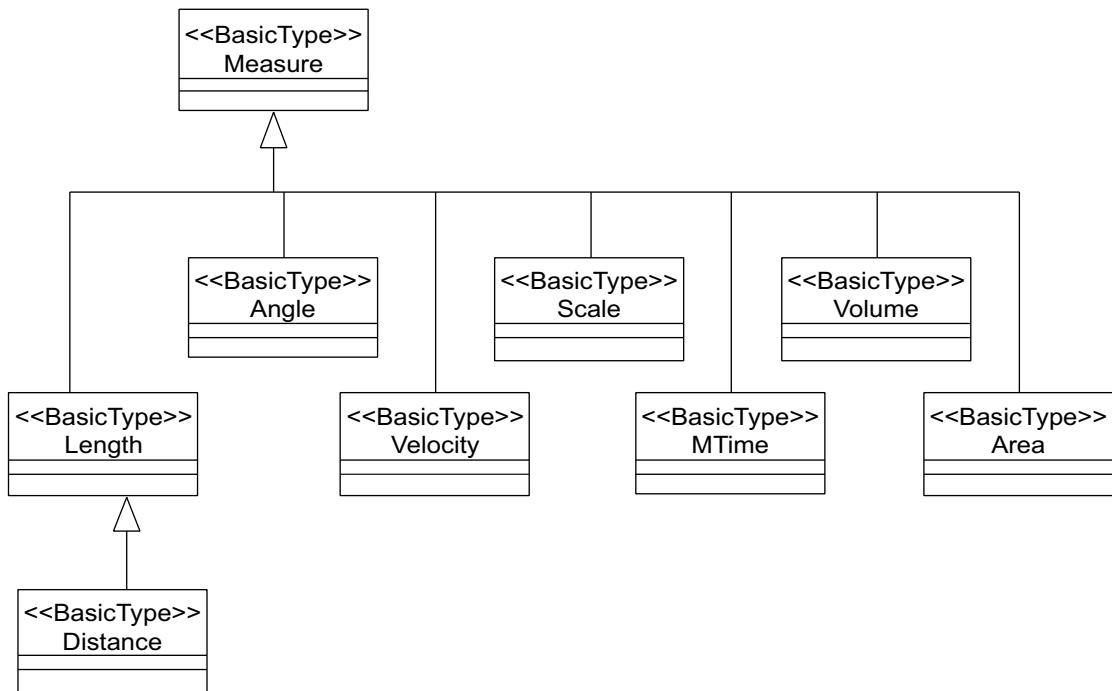 <<BasicType>>
Measure
<<BasicType>>
Angle
<<BasicType>>
Scale
<<BasicType>>
Volume
<<BasicType>>
Length
<<BasicType>>
Velocity
<<BasicType>>
MTime
<<BasicType>>
Area
<<BasicType>>
Distance